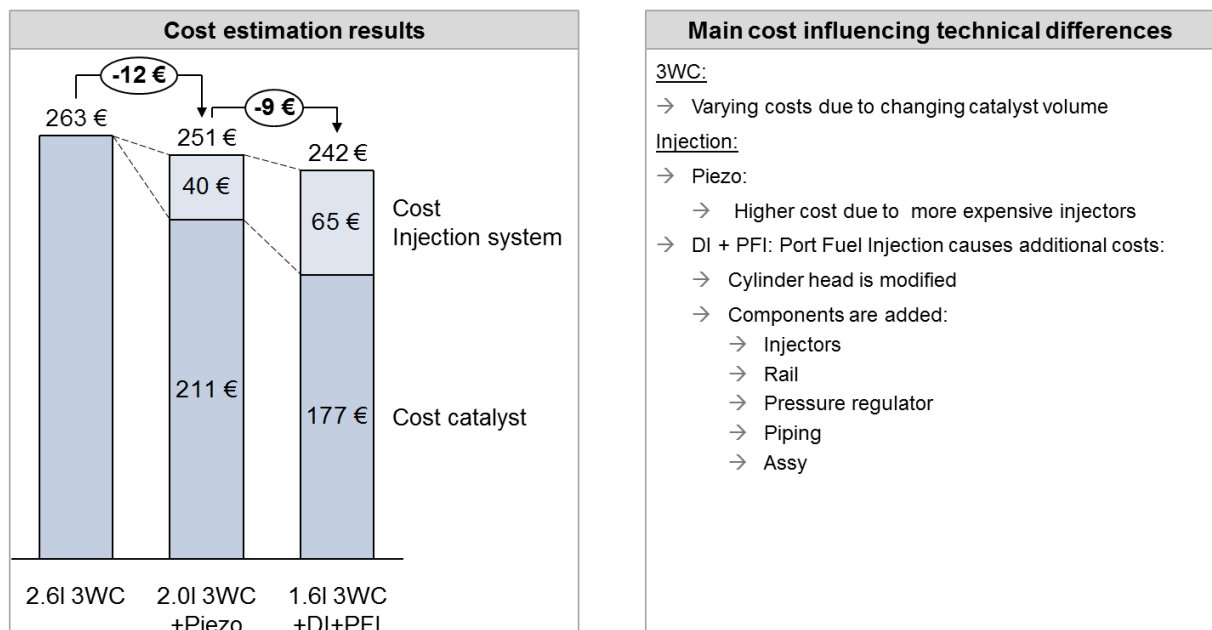 Cost estimation results
-12 €
-9 €
263 €
251 €
242 €
40 €
65 €
Cost
Injection system
211 €
177 €
Cost catalyst
2.6l 3WC
2.0l 3WC
+Piezo
1.6l 3WC
+DI+PFI
Main cost influencing technical differences
3WC:
→ Varying costs due to changing catalyst volume
Injection:
→ Piezo:
→ Higher cost due to more expensive injectors
→ DI + PFI: Port Fuel Injection causes additional costs:
→ Cylinder head is modified
→ Components are added:
→ Injectors
→ Rail
→ Pressure regulator
→ Piping
→ Assy